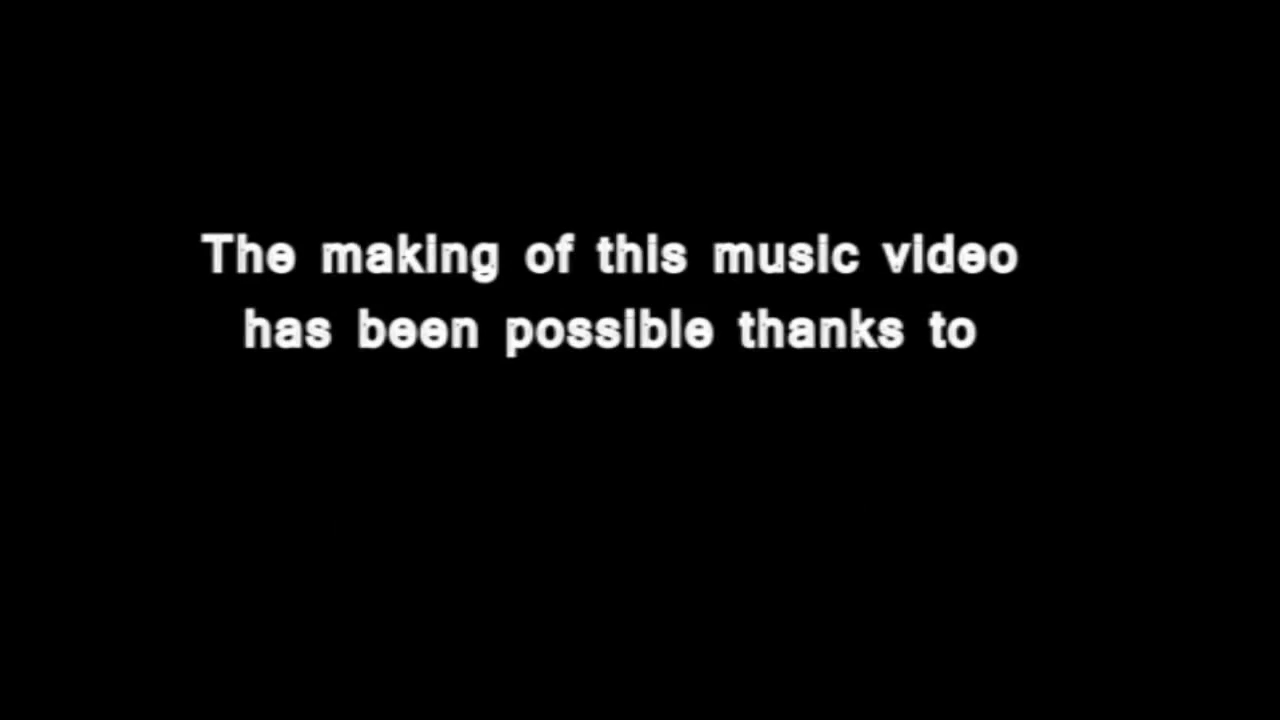 The making of this music video
has been possible thanks to